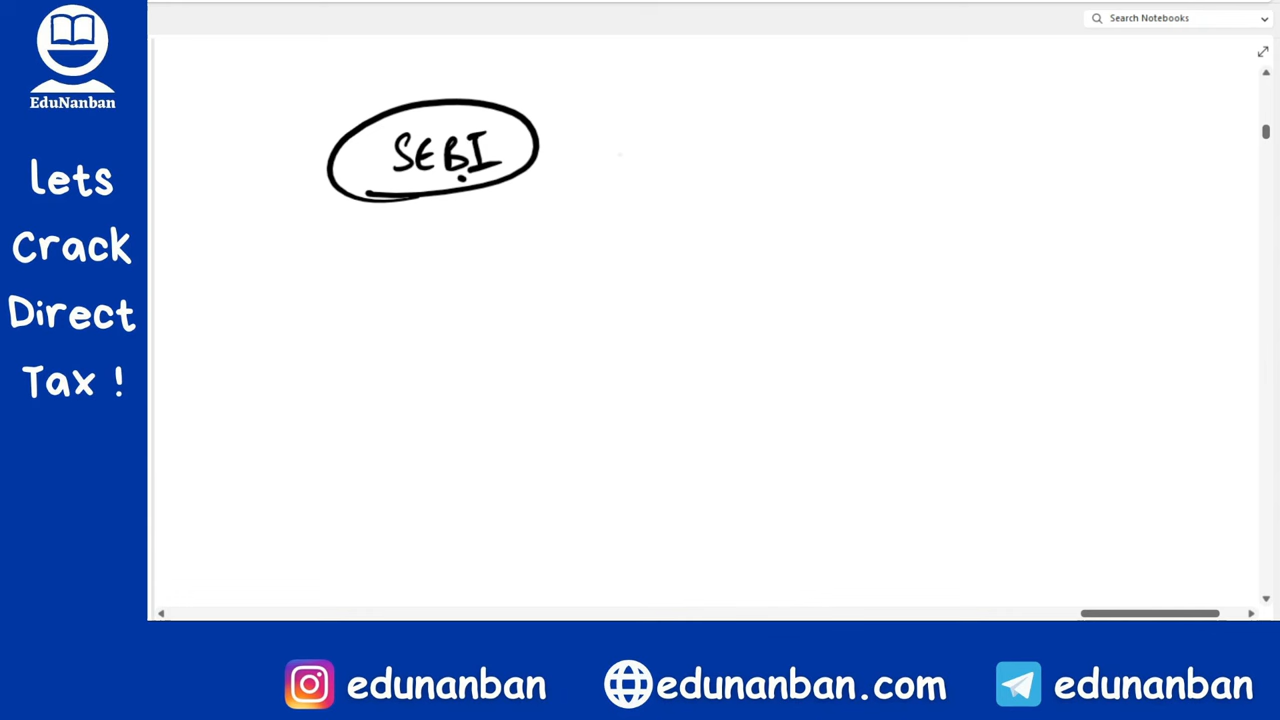 EduNanban
lets
Crack
Direct
Tax !
Search Notebooks
SEBI
edunanban
edunanban.com
edunanban